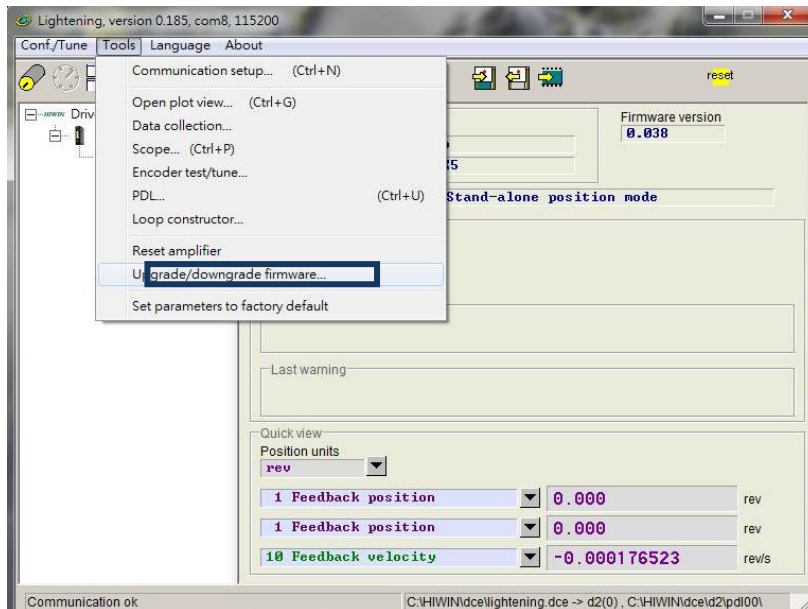 Lightening, version 0.185, com8, 115200
Conf./Tune Tools Language About
Communication setup... (Ctrl+N)
reset
Open plot view... (Ctrl+G)
Data collection...
Scope... (Ctrl+P)
Encoder test/tune...
PDL... (Ctrl+U)
Loop constructor...
Reset amplifier
Upgrade/downgrade firmware...
Set parameters to factory default
HIWIN Driv
Firmware version
0.038
5
Stand-alone position mode
Last warning
Quick view
Position units
rev
1 Feedback position 0.000 rev
1 Feedback position 0.000 rev
10 Feedback velocity -0.000176523 rev/s
Communication ok C:\HIWIN\dce\lightening.dce -> d2(0) , C:\HIWIN\dce\d2\pdl00\